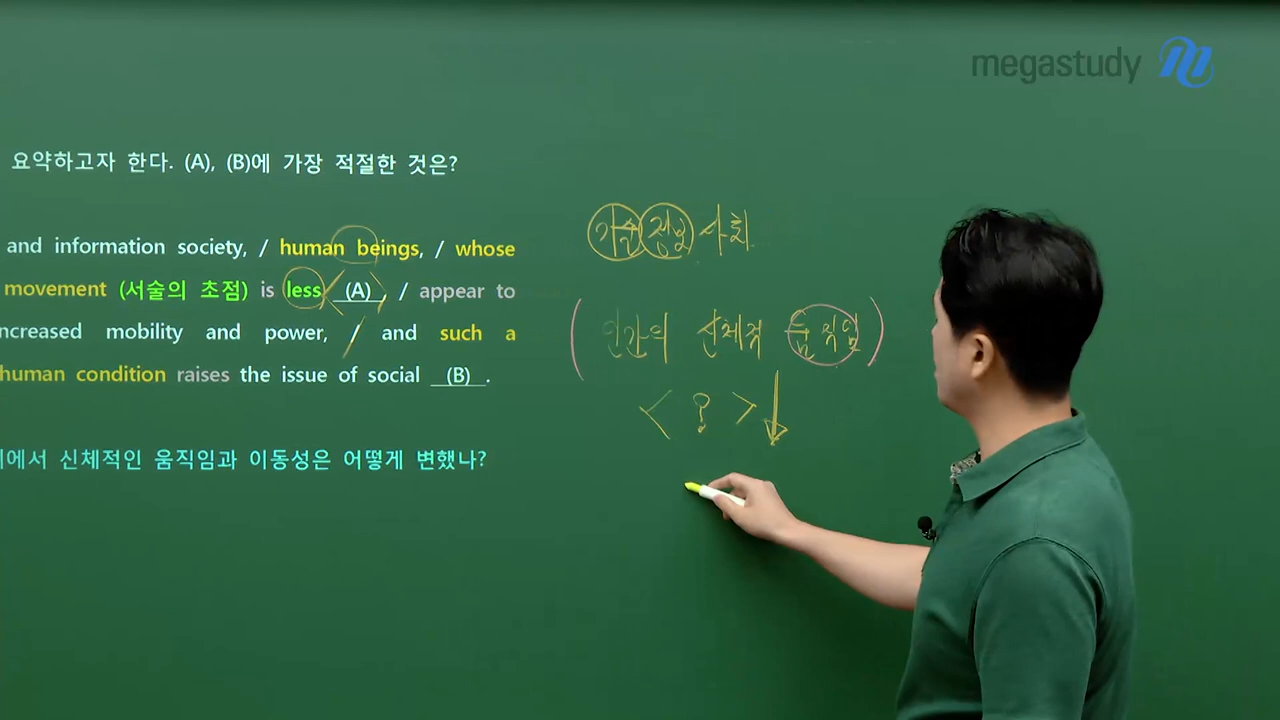 megastudy
요약하고자 한다. (A), (B)에 가장 적절한 것은?
and information society, / human beings, / whose
movement (서술의 초점) is less (A) , / appear to
ncreased mobility and power, / and such a
human condition raises the issue of social (B) .
에서 신체적인 움직임과 이동성은 어떻게 변했나?
기술 정보 사회
(인간의 신체적 움직임)
< ? > ↓